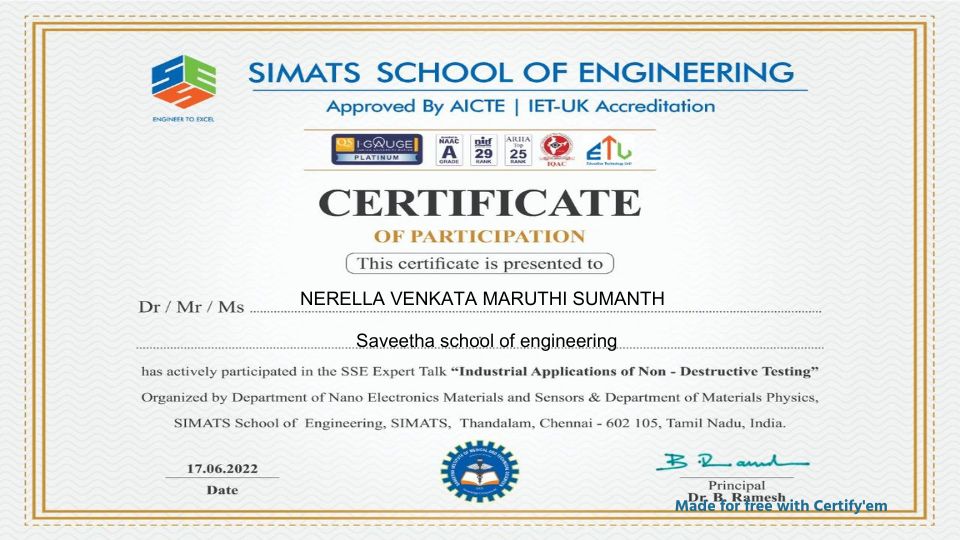 SIMATS SCHOOL OF ENGINEERING
Approved By AICTE | IET-UK Accreditation
SES
ENGINEER TO EXCEL
QS I·GAUGE
PLATINUM
NAAC
A
GRADE
nirf
29
RANK
ARIIA
Top
25
RANK
IQAC
ETU
CERTIFICATE
OF PARTICIPATION
This certificate is presented to
Dr / Mr / Ms NERELLA VENKATA MARUTHI SUMANTH
Saveetha school of engineering
has actively participated in the SSE Expert Talk “Industrial Applications of Non - Destructive Testing”
Organized by Department of Nano Electronics Materials and Sensors & Department of Materials Physics,
SIMATS School of Engineering, SIMATS, Thandalam, Chennai - 602 105, Tamil Nadu, India.
17.06.2022
Date
B. Ramesh
Principal
Dr. B. Ramesh
Made for free with Certify'em